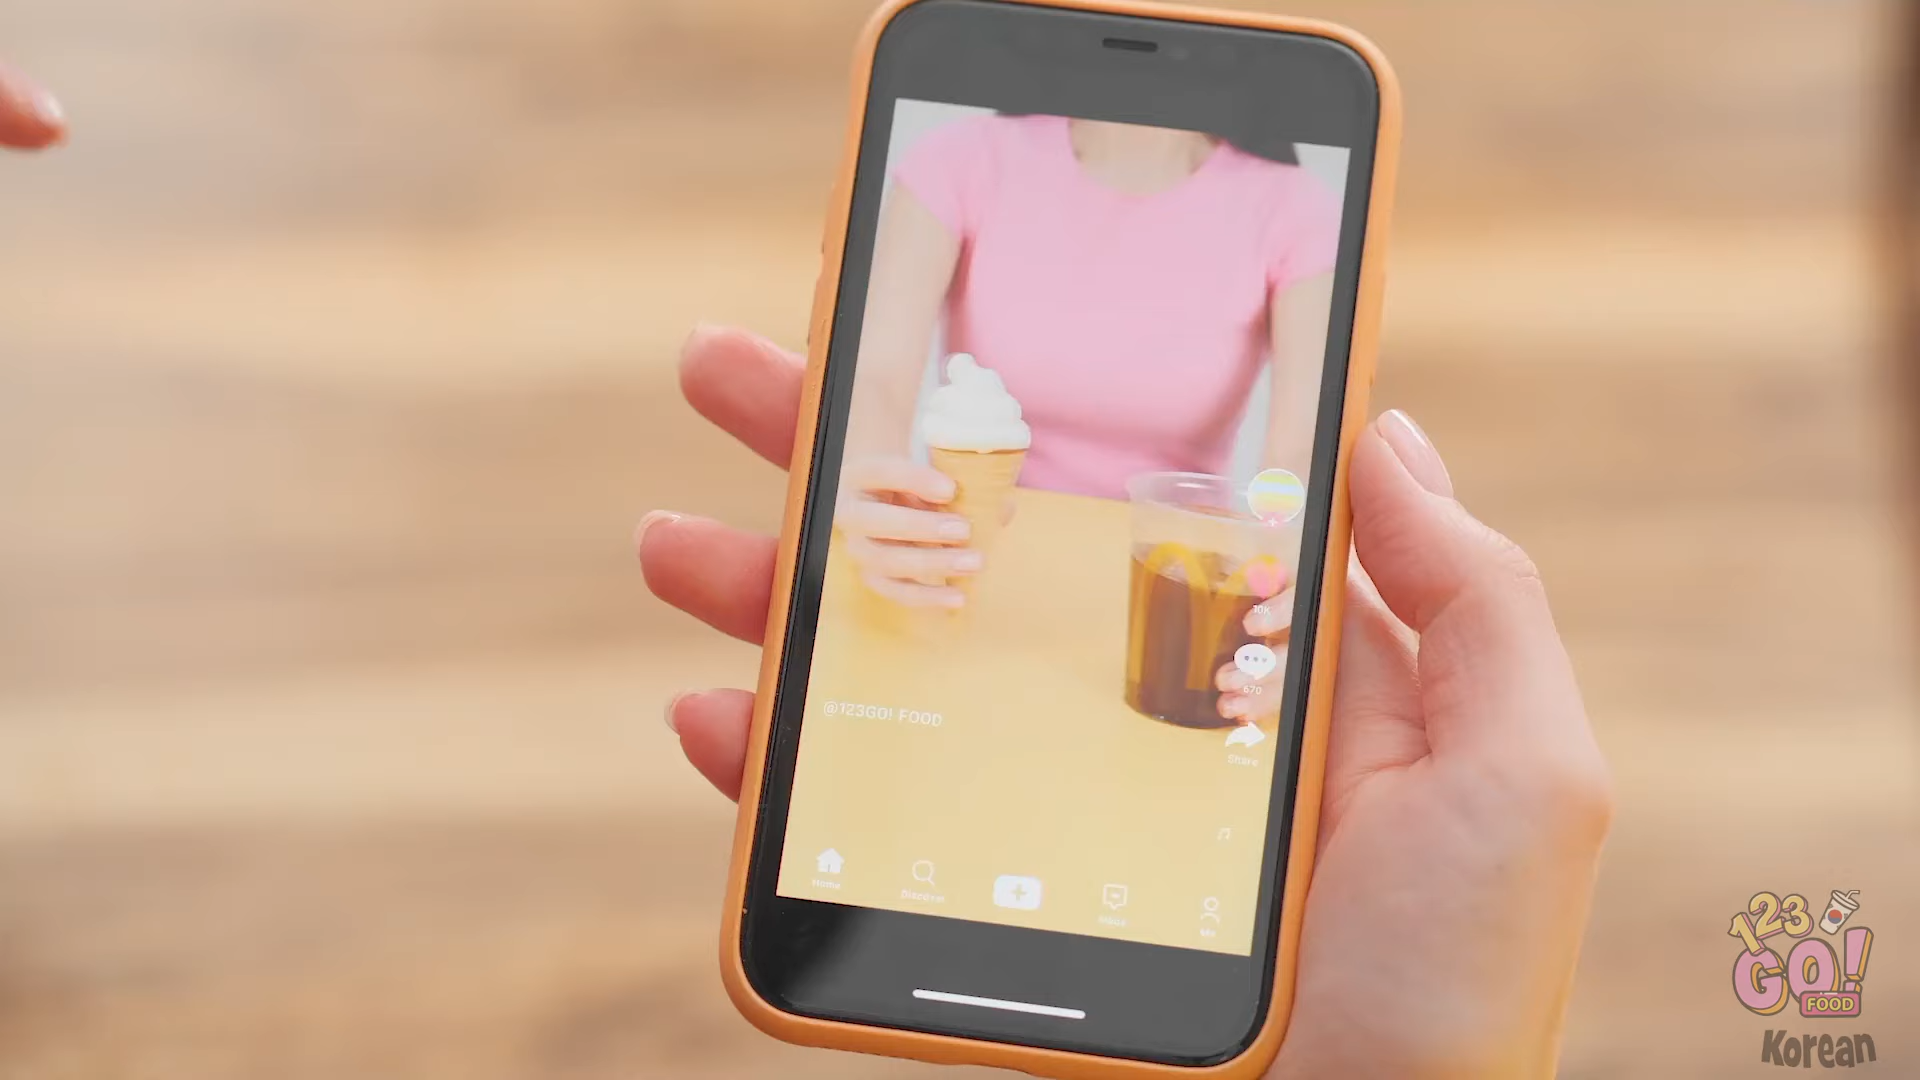 10K
670
@123GO! FOOD
Share
Home
Discover
Inbox
Me
123
GO!
FOOD
Korean